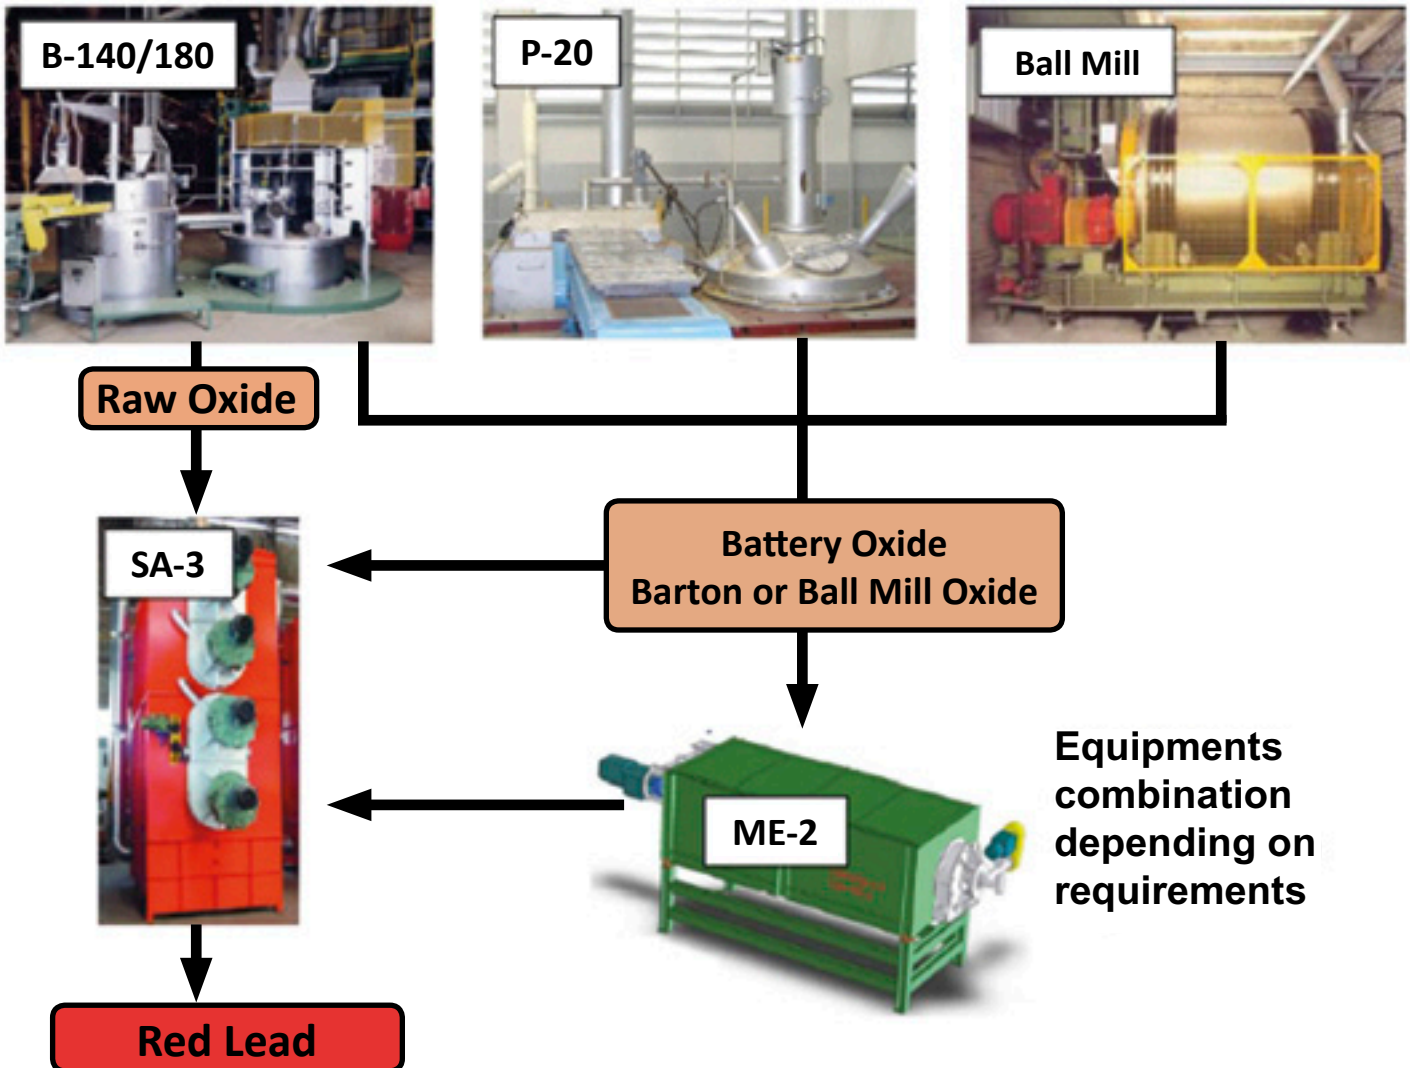 B-140/180
P-20
Ball Mill
Raw Oxide
SA-3
Battery Oxide
Barton or Ball Mill Oxide
ME-2
Equipments
combination
depending on
requirements
Red Lead